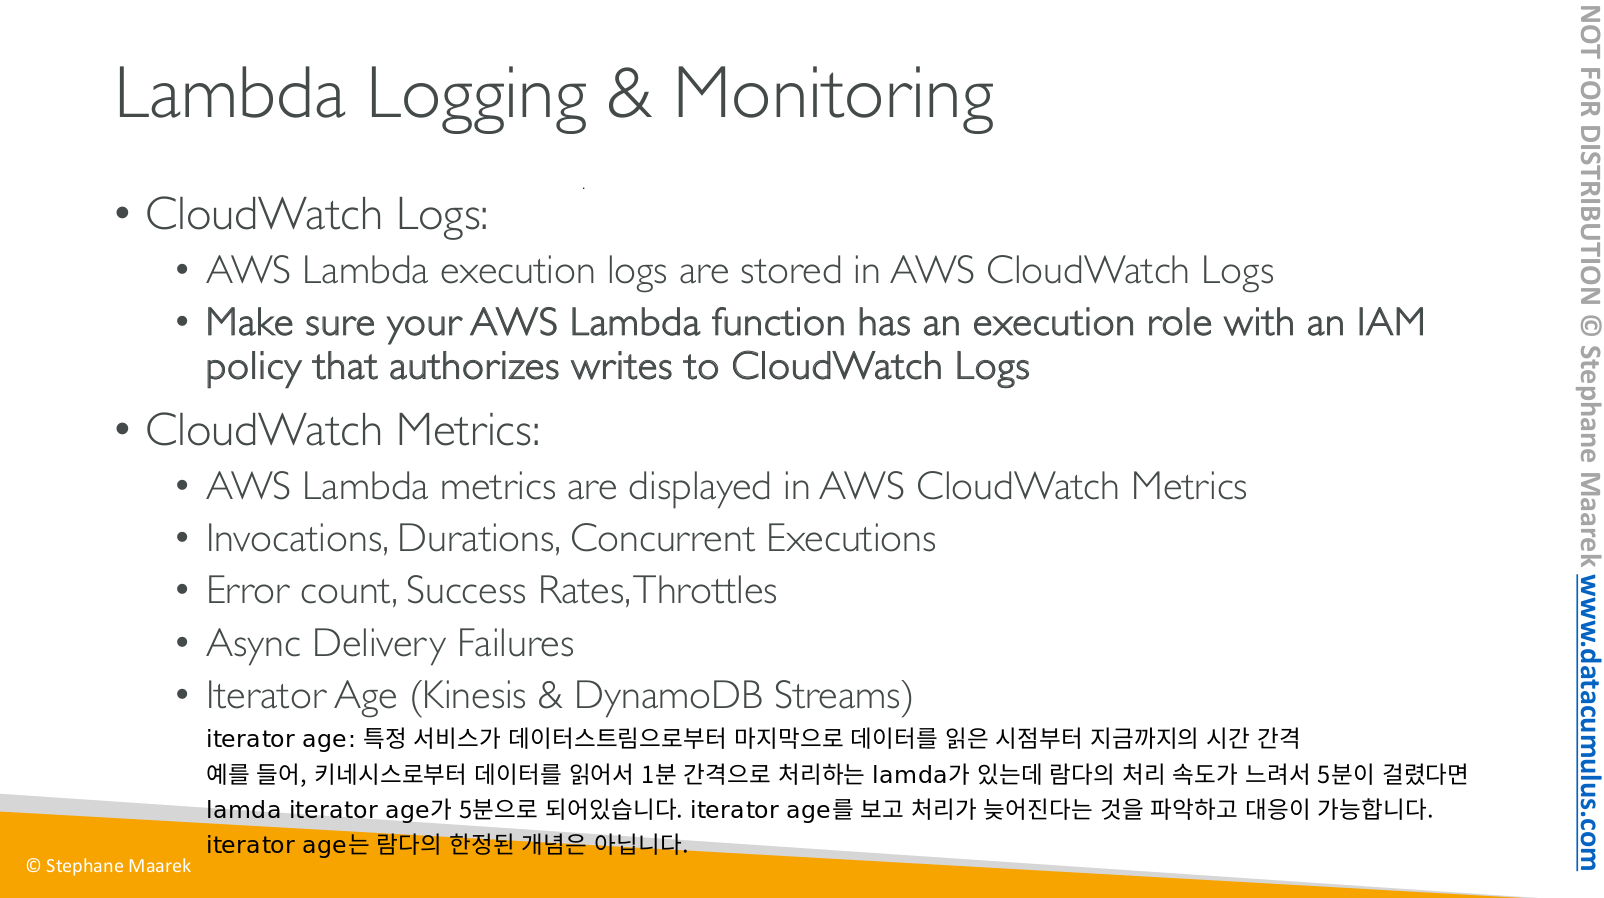 Lambda Logging & Monitoring
• CloudWatch Logs:
• AWS Lambda execution logs are stored in AWS CloudWatch Logs
• Make sure your AWS Lambda function has an execution role with an IAM
policy that authorizes writes to CloudWatch Logs
• CloudWatch Metrics:
• AWS Lambda metrics are displayed in AWS CloudWatch Metrics
• Invocations, Durations, Concurrent Executions
• Error count, Success Rates, Throttles
• Async Delivery Failures
• Iterator Age (Kinesis & DynamoDB Streams)
iterator age: 특정 서비스가 데이터스트림으로부터 마지막으로 데이터를 읽은 시점부터 지금까지의 시간 간격
예를 들어, 키네시스로부터 데이터를 읽어서 1분 간격으로 처리하는 lamda가 있는데 람다의 처리 속도가 느려서 5분이 걸렸다면
lamda iterator age가 5분으로 되어있습니다. iterator age를 보고 처리가 늦어진다는 것을 파악하고 대응이 가능합니다.
iterator age는 람다의 한정된 개념은 아닙니다.
© Stephane Maarek
NOT FOR DISTRIBUTION © Stephane Maarek www.datacumulus.com